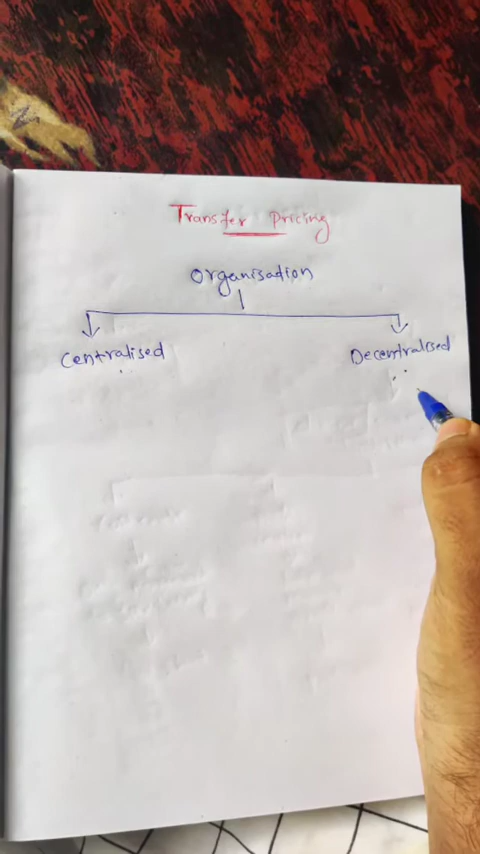 Transfer Pricing
Organisation
Centralised
Decentralised